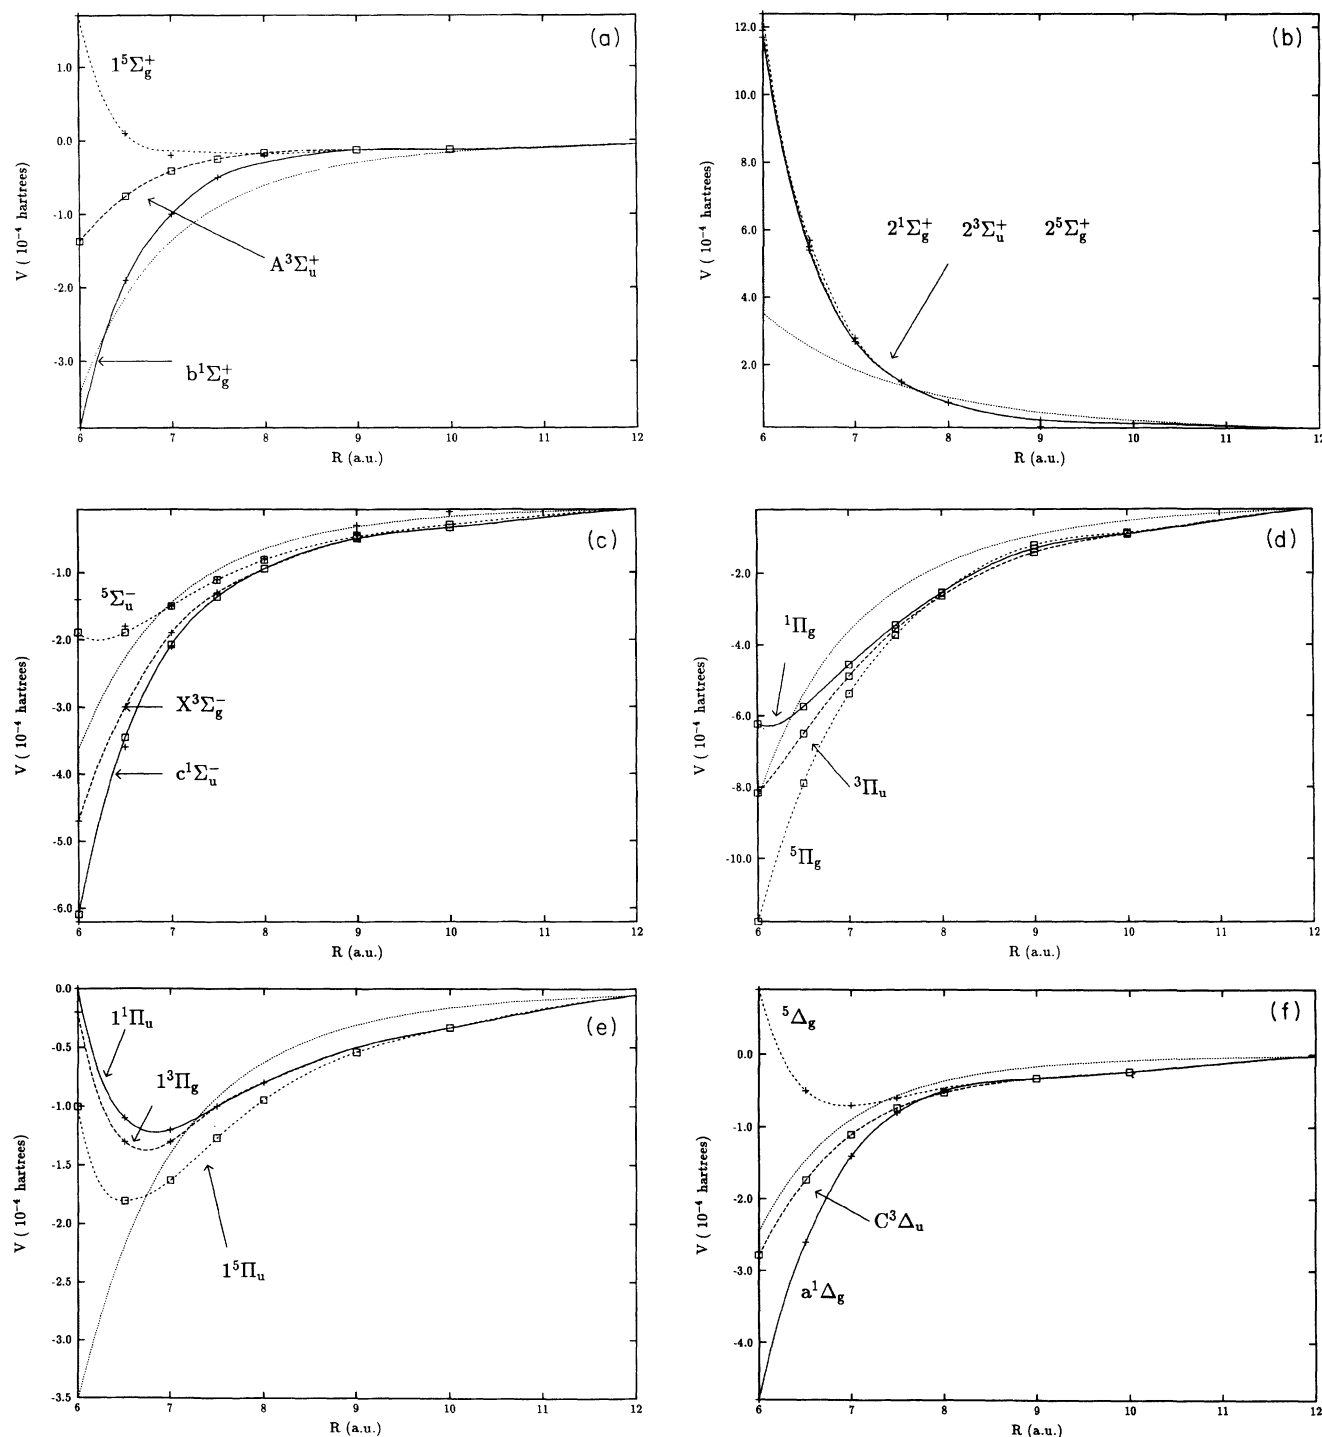 (a)
1⁵Σg⁺
A³Σu⁺
b¹Σg⁺
V ( 10⁻⁴ hartrees)
1.0
0.0
-1.0
-2.0
-3.0
6 7 8 9 10 11 12
R (a.u.)
(b)
2¹Σg⁺ 2³Σu⁺ 2⁵Σg⁺
V ( 10⁻⁴ hartrees)
12.0
10.0
8.0
6.0
4.0
2.0
6 7 8 9 10 11 12
R (a.u.)
(c)
⁵Σu⁻
X³Σg⁻
c¹Σu⁻
V ( 10⁻⁴ hartrees)
-1.0
-2.0
-3.0
-4.0
-5.0
-6.0
6 7 8 9 10 11 12
R (a.u.)
(d)
¹Πg
³Πu
⁵Πg
V ( 10⁻⁴ hartrees)
-2.0
-4.0
-6.0
-8.0
-10.0
6 7 8 9 10 11 12
R (a.u.)
(e)
1¹Πu
1³Πg
1⁵Πu
V ( 10⁻⁴ hartrees)
0.0
-0.5
-1.0
-1.5
-2.0
-2.5
-3.0
-3.5
6 7 8 9 10 11 12
R (a.u.)
(f)
⁵Δg
C³Δu
a¹Δg
V ( 10⁻⁴ hartrees)
0.0
-1.0
-2.0
-3.0
-4.0
6 7 8 9 10 11 12
R (a.u.)